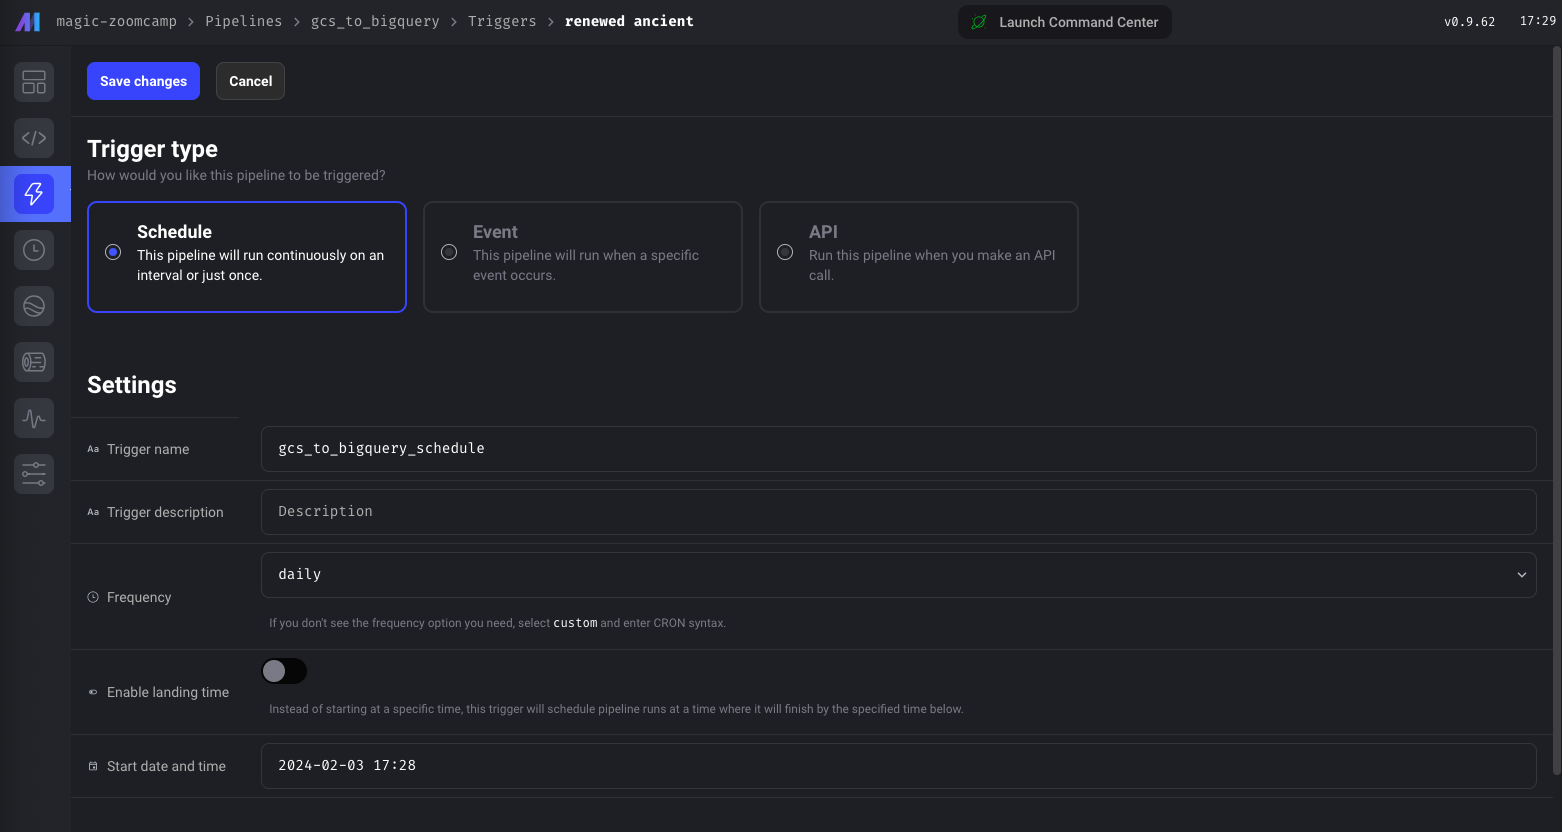 magic-zoomcamp > Pipelines > gcs_to_bigquery > Triggers > renewed ancient
Launch Command Center
v0.9.62 17:29
Save changes Cancel
Trigger type
How would you like this pipeline to be triggered?
Schedule
This pipeline will run continuously on an
interval or just once.
Event
This pipeline will run when a specific
event occurs.
API
Run this pipeline when you make an API
call.
Settings
Aa Trigger name gcs_to_bigquery_schedule
Aa Trigger description Description
Frequency daily
If you don't see the frequency option you need, select custom and enter CRON syntax.
Enable landing time
Instead of starting at a specific time, this trigger will schedule pipeline runs at a time where it will finish by the specified time below.
Start date and time 2024-02-03 17:28